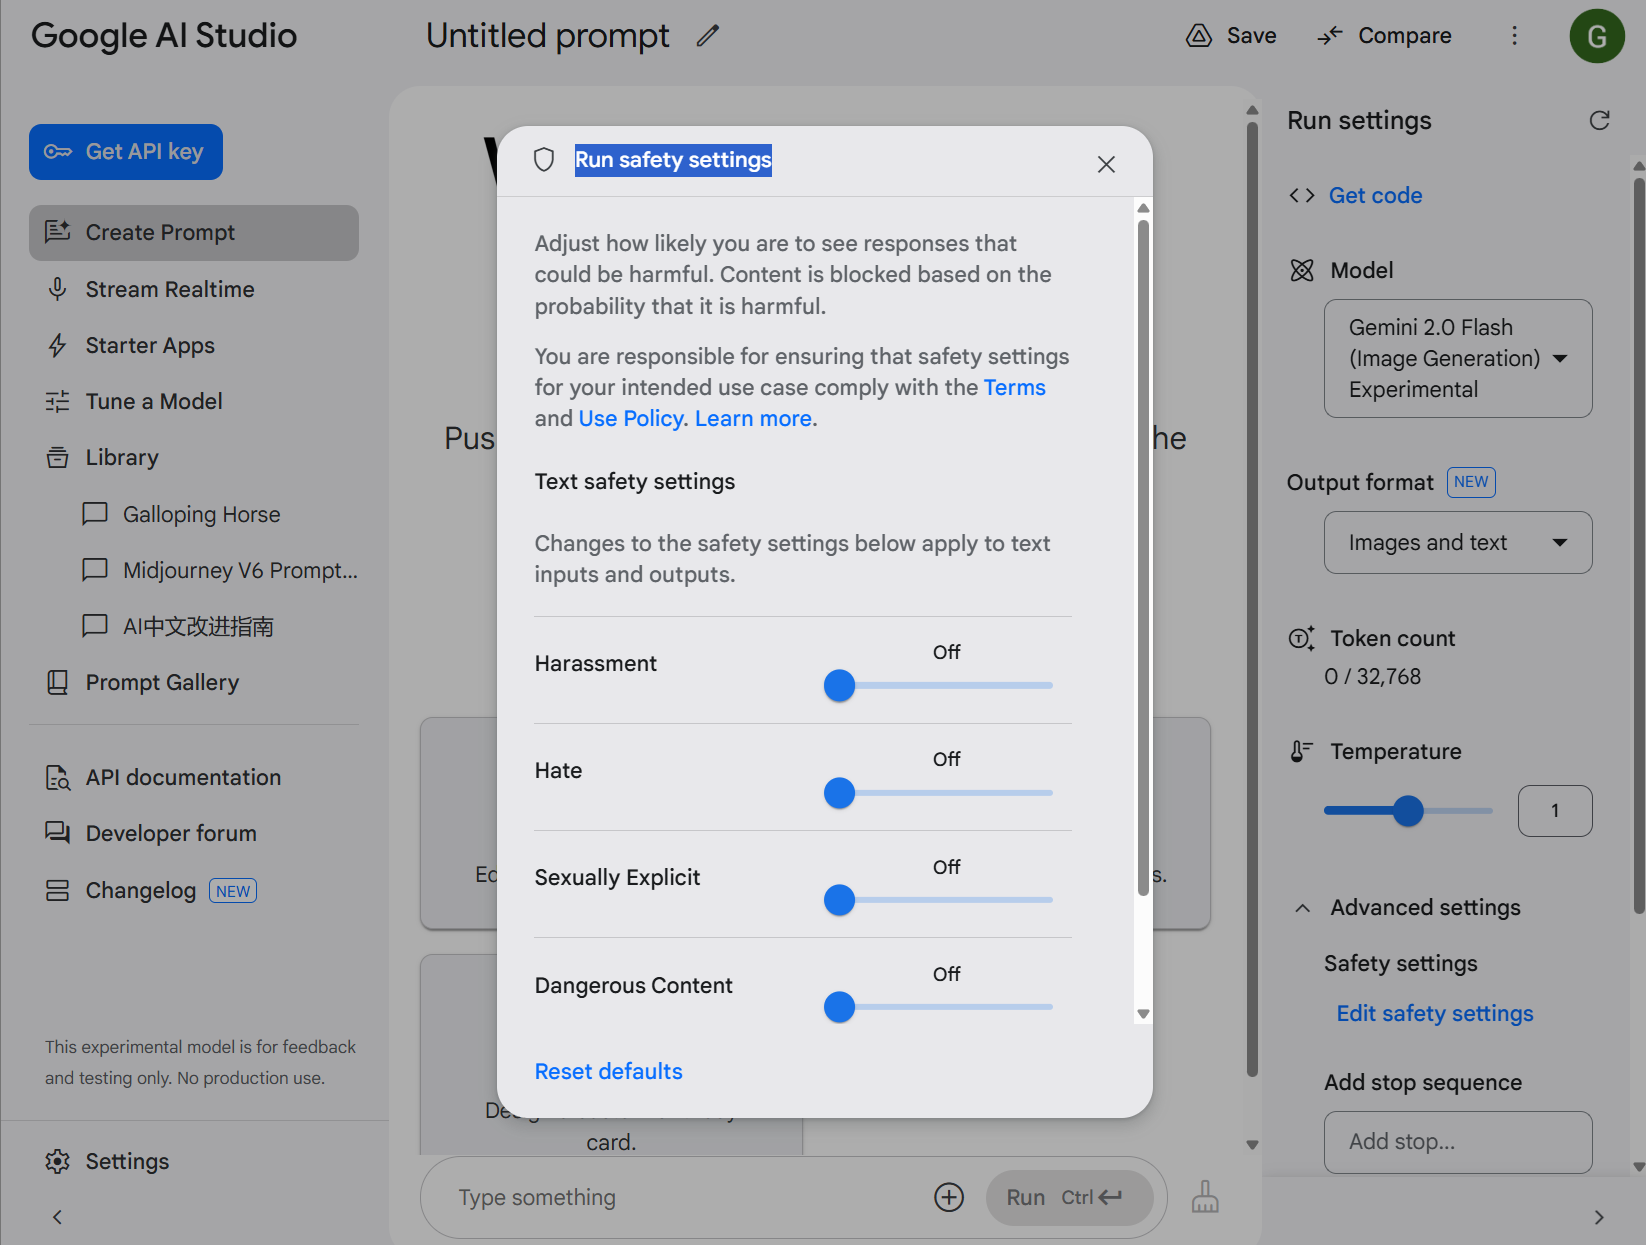 Google AI Studio
Untitled prompt
Save
Compare
G
Get API key
Create Prompt
Stream Realtime
Starter Apps
Tune a Model
Library
Galloping Horse
Midjourney V6 Prompt...
AI中文改进指南
Prompt Gallery
API documentation
Developer forum
Changelog NEW
This experimental model is for feedback
and testing only. No production use.
Settings
Run safety settings
Adjust how likely you are to see responses that
could be harmful. Content is blocked based on the
probability that it is harmful.
You are responsible for ensuring that safety settings
for your intended use case comply with the Terms
and Use Policy. Learn more.
Text safety settings
Changes to the safety settings below apply to text
inputs and outputs.
Harassment
Off
Hate
Off
Sexually Explicit
Off
Dangerous Content
Off
Reset defaults
card.
Type something
Run Ctrl
Run settings
Get code
Model
Gemini 2.0 Flash
(Image Generation)
Experimental
Output format NEW
Images and text
Token count
0 / 32,768
Temperature
1
Advanced settings
Safety settings
Edit safety settings
Add stop sequence
Add stop...